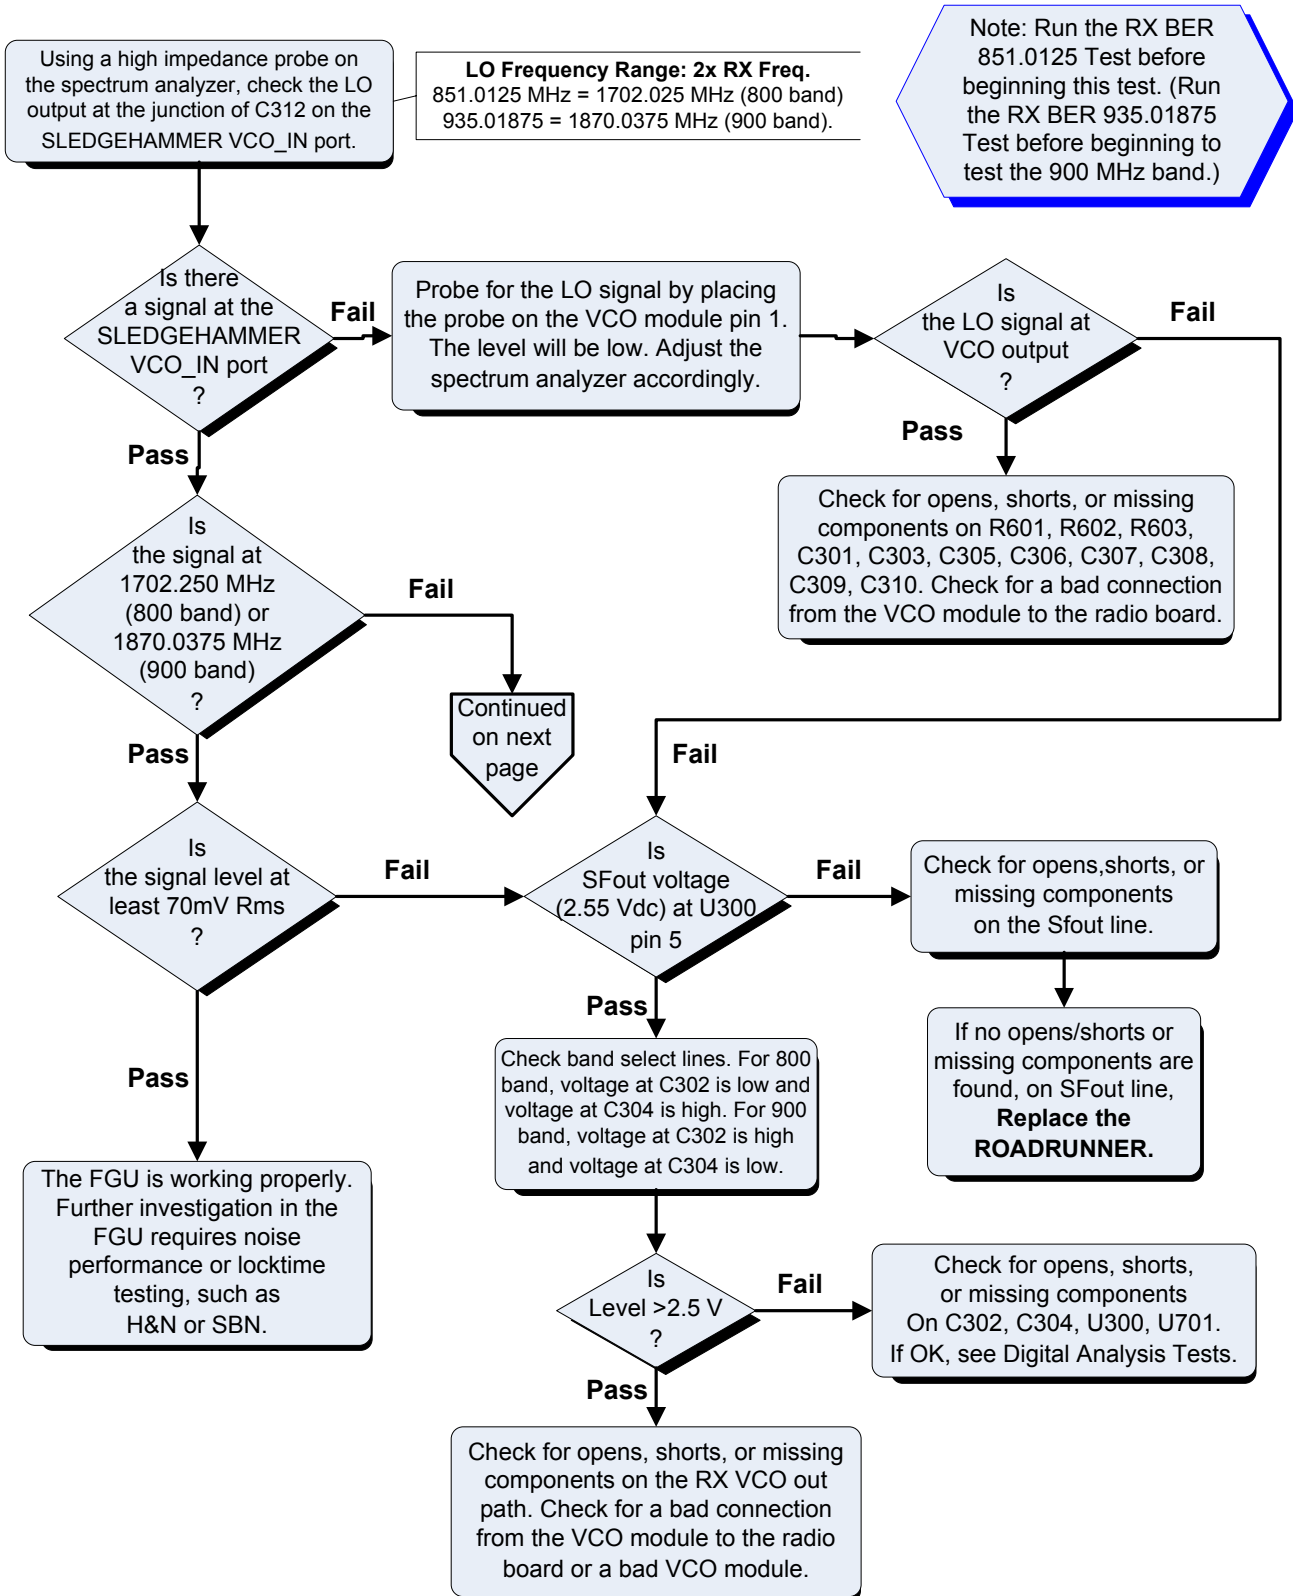 Using a high impedance probe on
the spectrum analyzer, check the LO
output at the junction of C312 on the
SLEDGEHAMMER VCO_IN port.
LO Frequency Range: 2x RX Freq.
851.0125 MHz = 1702.025 MHz (800 band)
935.01875 = 1870.0375 MHz (900 band).
Note: Run the RX BER
851.0125 Test before
beginning this test. (Run
the RX BER 935.01875
Test before beginning to
test the 900 MHz band.)
Is there
a signal at the
SLEDGEHAMMER
VCO_IN port
?
Fail
Probe for the LO signal by placing
the probe on the VCO module pin 1.
The level will be low. Adjust the
spectrum analyzer accordingly.
Is
the LO signal at
VCO output
?
Fail
Pass
Pass
Check for opens, shorts, or missing
components on R601, R602, R603,
C301, C303, C305, C306, C307, C308,
C309, C310. Check for a bad connection
from the VCO module to the radio board.
Is
the signal at
1702.250 MHz
(800 band) or
1870.0375 MHz
(900 band)
?
Fail
Continued
on next
page
Pass
Fail
Is
the signal level at
least 70mV Rms
?
Fail
Is
SFout voltage
(2.55 Vdc) at U300
pin 5
Fail
Check for opens,shorts, or
missing components
on the Sfout line.
Pass
If no opens/shorts or
missing components are
found, on SFout line,
Replace the
ROADRUNNER.
Check band select lines. For 800
band, voltage at C302 is low and
voltage at C304 is high. For 900
band, voltage at C302 is high
and voltage at C304 is low.
Pass
The FGU is working properly.
Further investigation in the
FGU requires noise
performance or locktime
testing, such as
H&N or SBN.
Is
Level >2.5 V
?
Fail
Check for opens, shorts,
or missing components
On C302, C304, U300, U701.
If OK, see Digital Analysis Tests.
Pass
Check for opens, shorts, or missing
components on the RX VCO out
path. Check for a bad connection
from the VCO module to the radio
board or a bad VCO module.